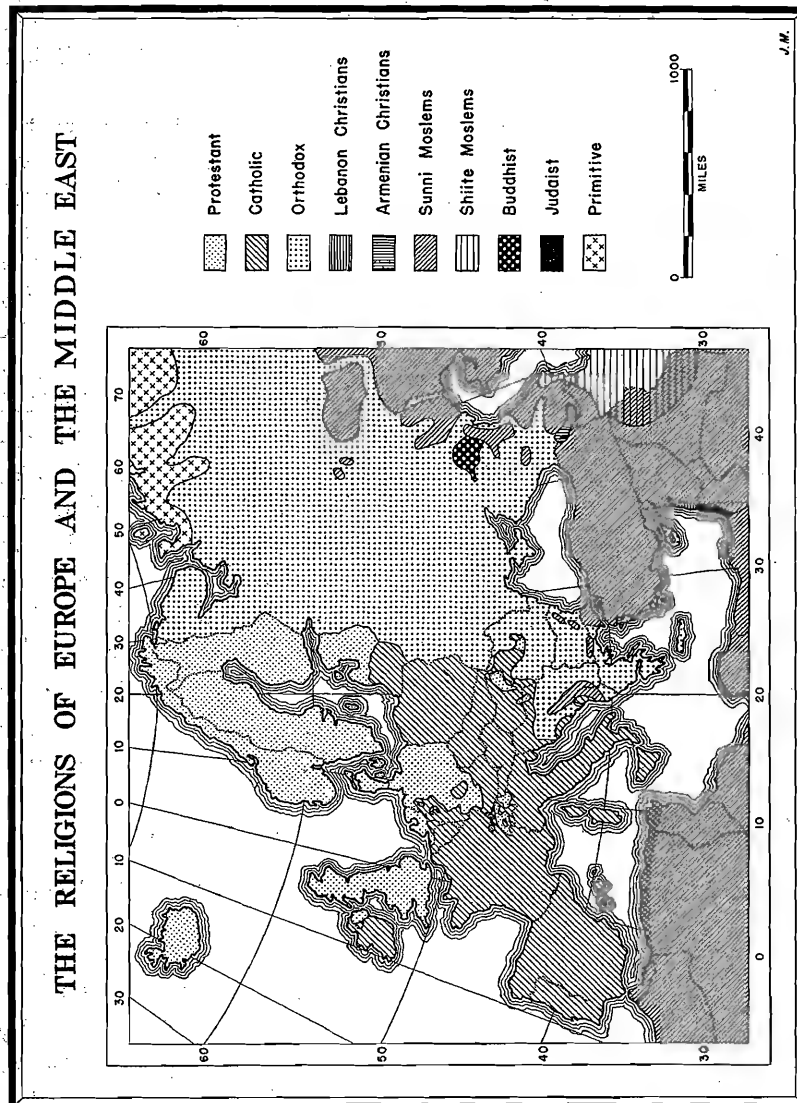 THE RELIGIONS OF EUROPE AND THE MIDDLE EAST
Protestant
Catholic
Orthodox
Lebanon Christians
Armenian Christians
Sunni Moslems
Shiite Moslems
Buddhist
Judaist
Primitive
0 1000
MILES
J.M.
30 20 10 0 10 20 30 40 50 60 70
60 60
50 50
40 40
30 30
0 10 20 30 40